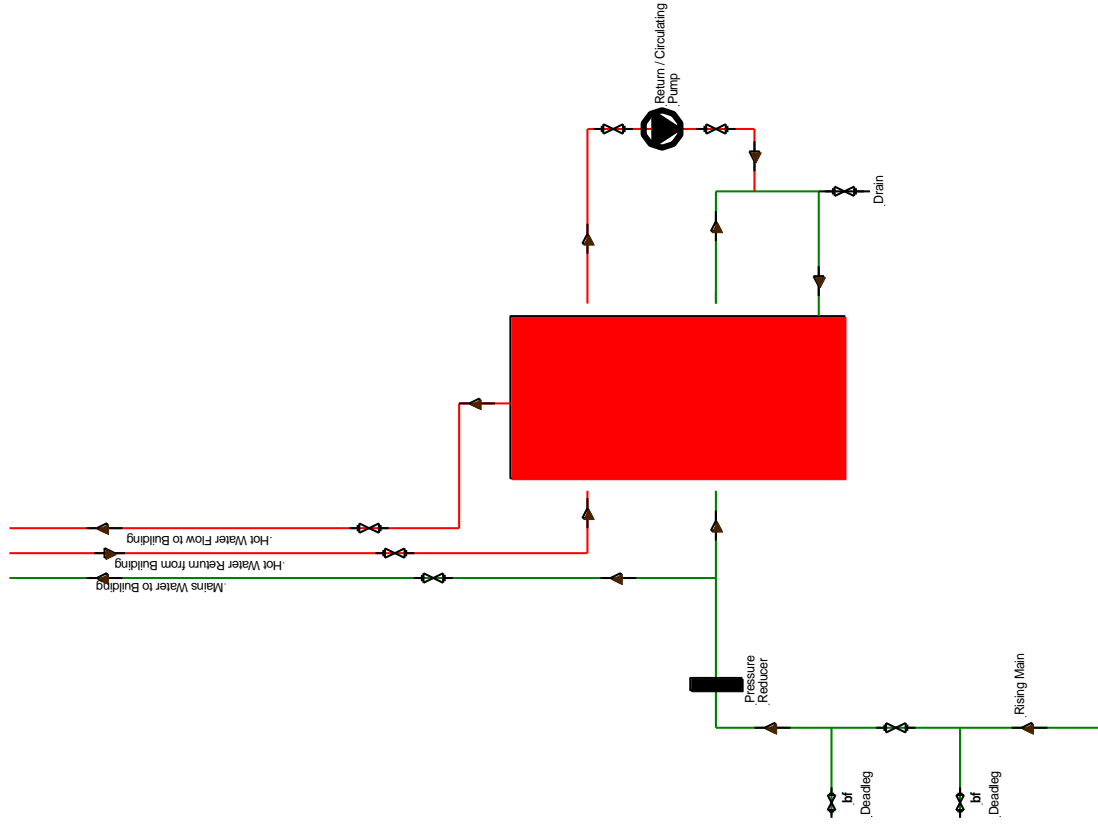 .Return / Circulating
.Pump
.Drain
.Hot Water Flow to Building
.Hot Water Return from Building
.Mains Water to Building
.Pressure
.Reducer
.Rising Main
bf
.Deadleg
bf
.Deadleg